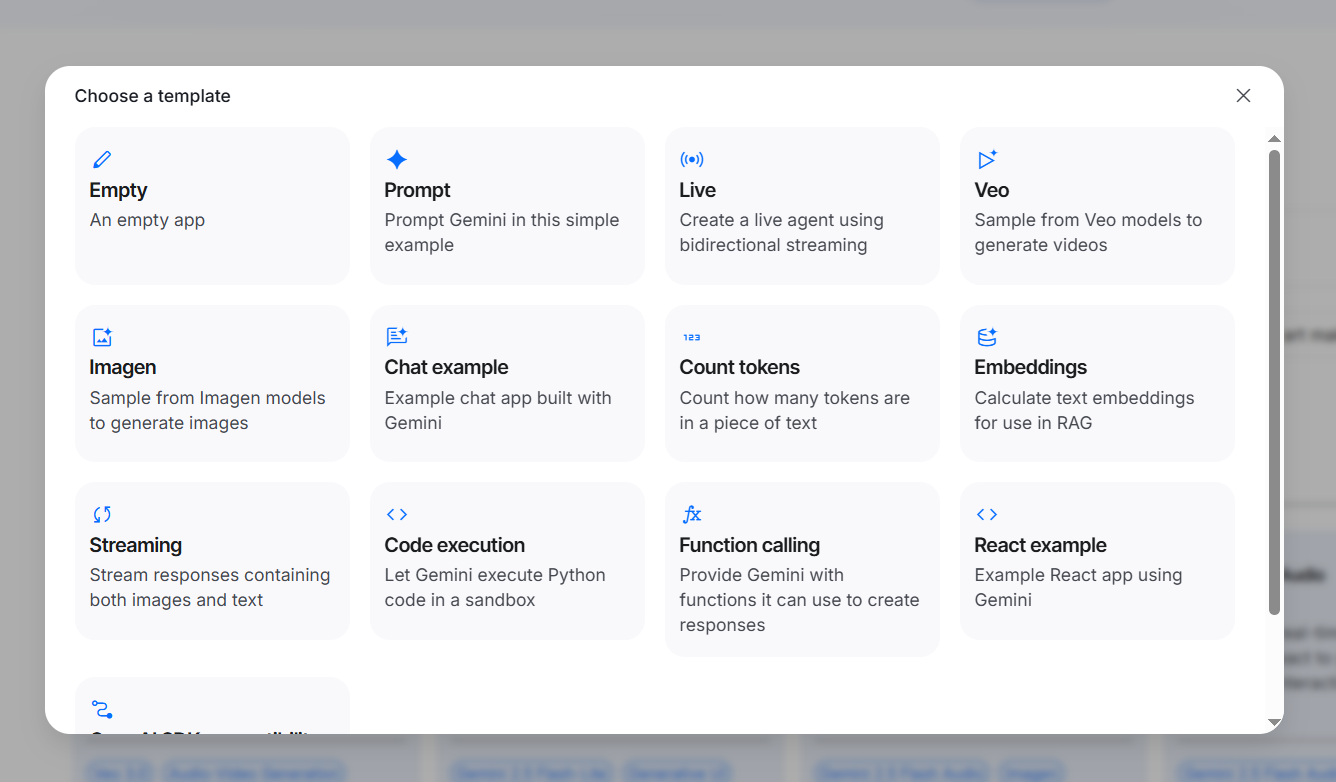 Choose a template
Empty
An empty app
Prompt
Prompt Gemini in this simple
example
Live
Create a live agent using
bidirectional streaming
Veo
Sample from Veo models to
generate videos
Imagen
Sample from Imagen models
to generate images
Chat example
Example chat app built with
Gemini
123
Count tokens
Count how many tokens are
in a piece of text
Embeddings
Calculate text embeddings
for use in RAG
Streaming
Stream responses containing
both images and text
Code execution
Let Gemini execute Python
code in a sandbox
fx
Function calling
Provide Gemini with
functions it can use to create
responses
React example
Example React app using
Gemini